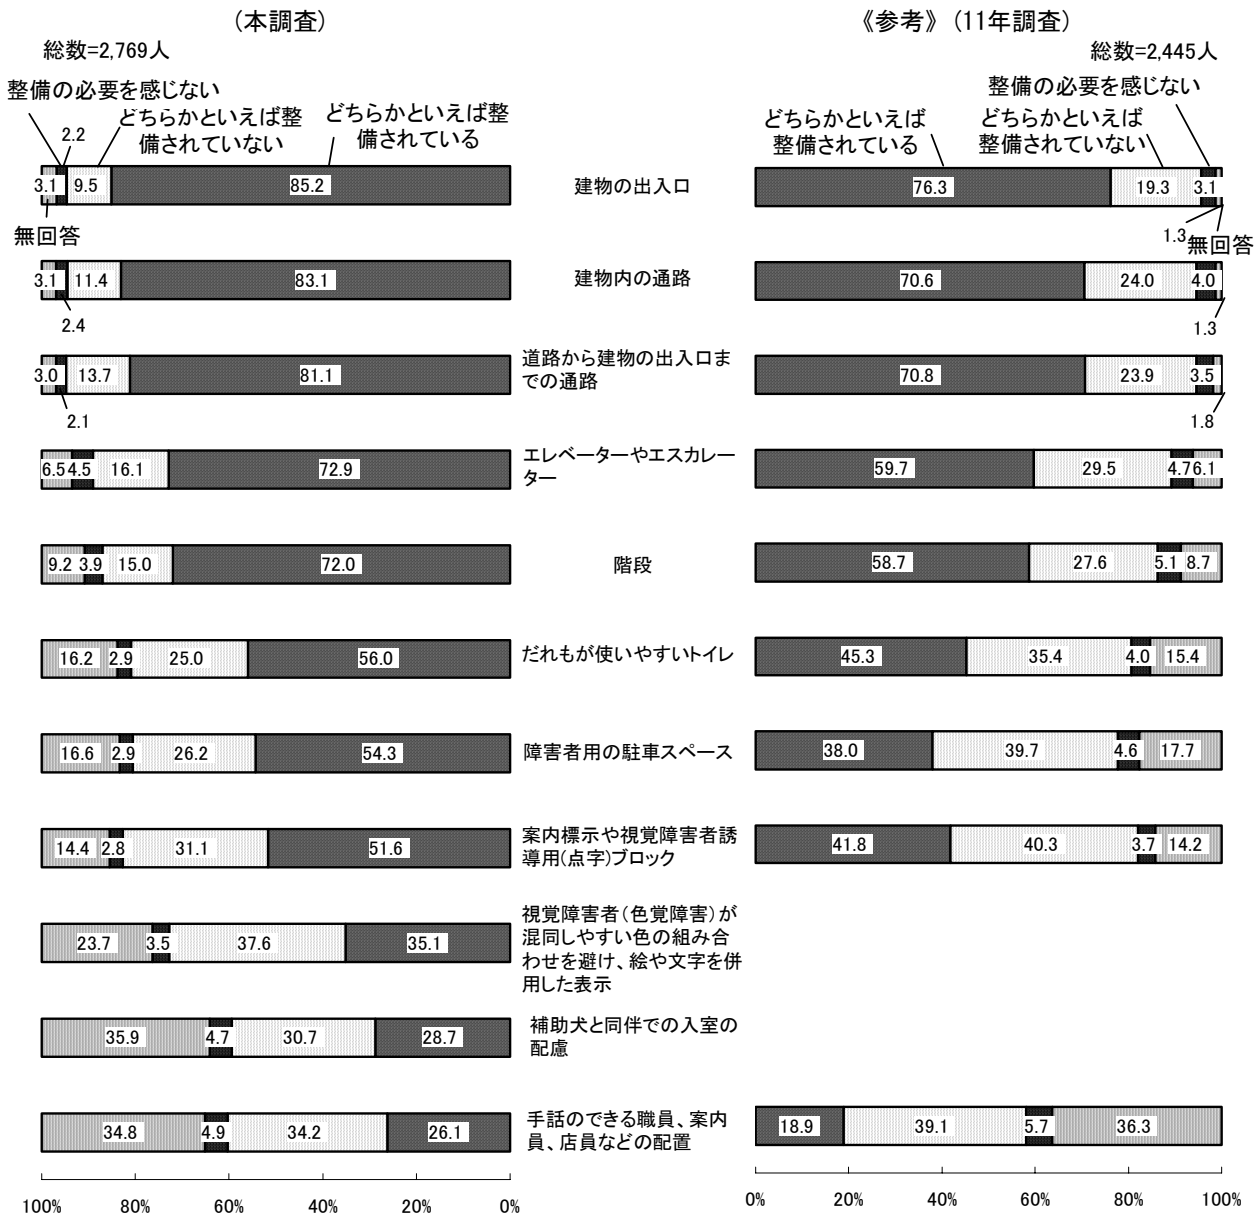 (本調査)
総数=2,769人
整備の必要を感じない
どちらかといえば整
備されていない
どちらかといえば整
備されている
2.2
3.1
9.5
85.2
無回答
3.1
11.4
83.1
2.4
3.0
13.7
81.1
2.1
6.5
4.5
16.1
72.9
9.2
3.9
15.0
72.0
16.2
2.9
25.0
56.0
16.6
2.9
26.2
54.3
14.4
2.8
31.1
51.6
23.7
3.5
37.6
35.1
35.9
4.7
30.7
28.7
34.8
4.9
34.2
26.1
100%
80%
60%
40%
20%
0%
建物の出入口
建物内の通路
道路から建物の出入口ま
での通路
エレベーターやエスカレー
ター
階段
だれもが使いやすいトイレ
障害者用の駐車スペース
案内標示や視覚障害者誘
導用(点字)ブロック
視覚障害者(色覚障害)が
混同しやすい色の組み合
わせを避け、絵や文字を併
用した表示
補助犬と同伴での入室の
配慮
手話のできる職員、案内
員、店員などの配置
《参考》(11年調査)
総数=2,445人
整備の必要を感じない
どちらかといえば
整備されている
どちらかといえば
整備されていない
76.3
19.3
3.1
1.3
無回答
70.6
24.0
4.0
1.3
70.8
23.9
3.5
1.8
59.7
29.5
4.7
6.1
58.7
27.6
5.1
8.7
45.3
35.4
4.0
15.4
38.0
39.7
4.6
17.7
41.8
40.3
3.7
14.2
18.9
39.1
5.7
36.3
0%
20%
40%
60%
80%
100%